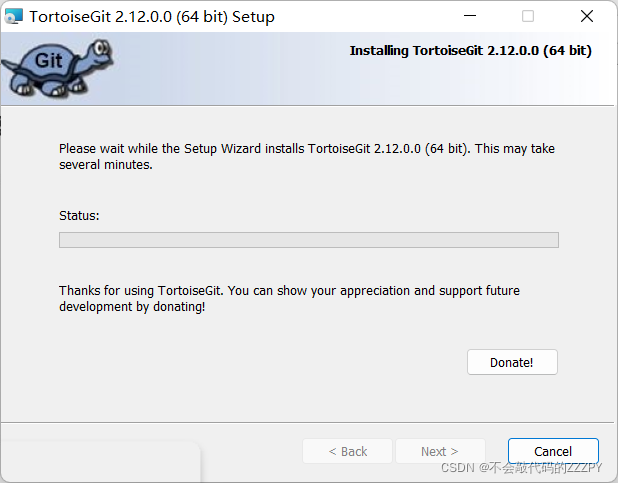 TortoiseGit 2.12.0.0 (64 bit) Setup
Git
Installing TortoiseGit 2.12.0.0 (64 bit)
Please wait while the Setup Wizard installs TortoiseGit 2.12.0.0 (64 bit). This may take
several minutes.
Status:
Thanks for using TortoiseGit. You can show your appreciation and support future
development by donating!
Donate!
< Back
Next >
Cancel
CSDN @不会敲代码的ZZZPY